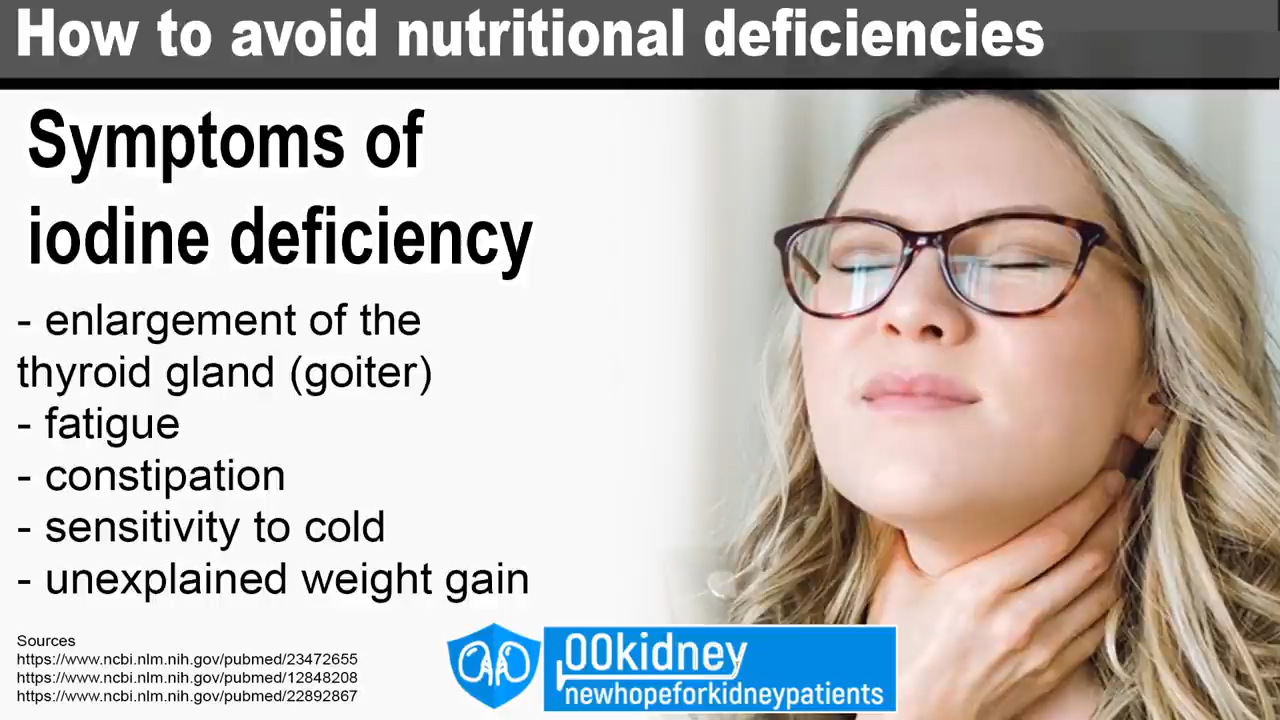 How to avoid nutritional deficiencies
Symptoms of
iodine deficiency
- enlargement of the
thyroid gland (goiter)
- fatigue
- constipation
- sensitivity to cold
- unexplained weight gain
Sources
https://www.ncbi.nlm.nih.gov/pubmed/23472655
https://www.ncbi.nlm.nih.gov/pubmed/12848208
https://www.ncbi.nlm.nih.gov/pubmed/22892867
00kidney
newhopeforkidneypatients